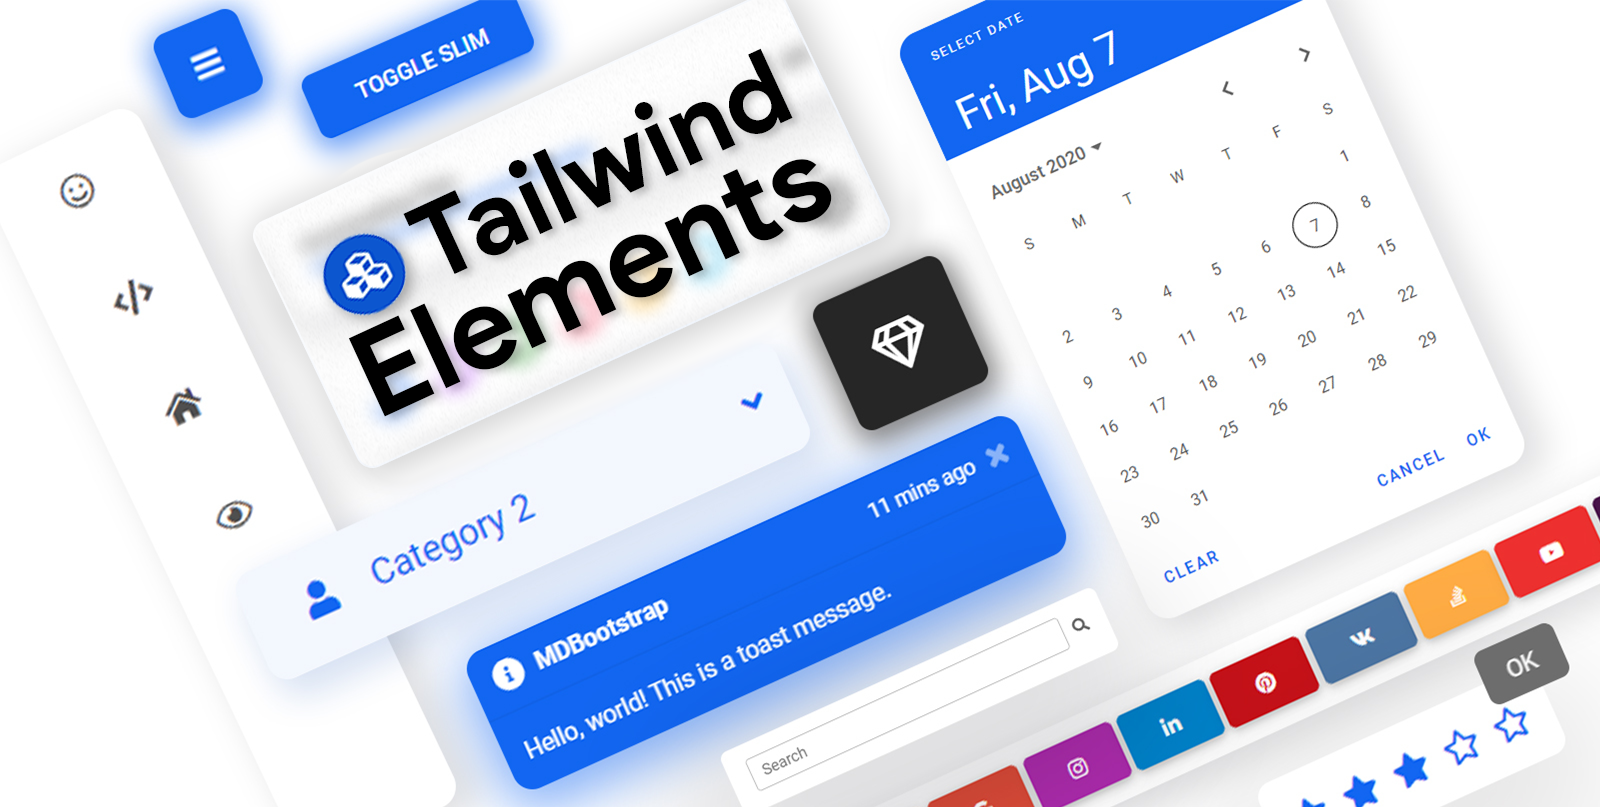 TOGGLE SLIM
Tailwind
Elements
Category 2
11 mins ago
MDBootstrap
Hello, world! This is a toast message.
Search
SELECT DATE
Fri, Aug 7
August 2020
S M T W T F S
1
2 3 4 5 6 7 8
9 10 11 12 13 14 15
16 17 18 19 20 21 22
23 24 25 26 27 28 29
30 31
CLEAR CANCEL OK
in
OK